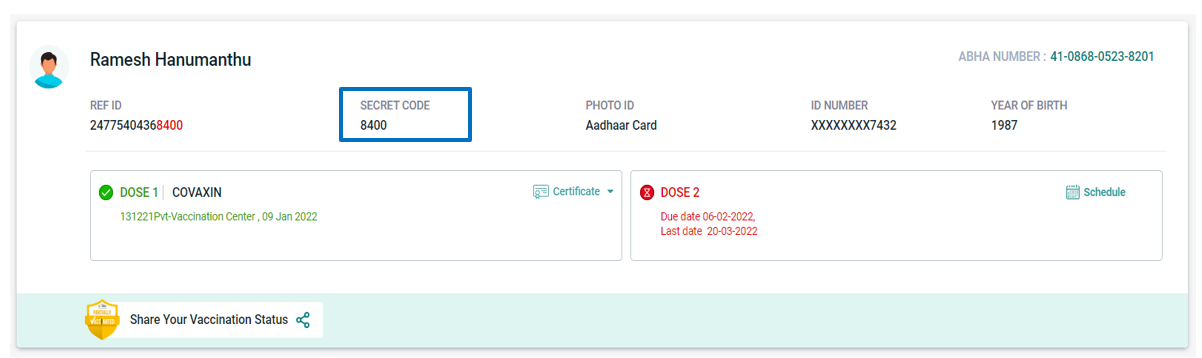 Ramesh Hanumanthu
ABHA NUMBER : 41-0868-0523-8201
REF ID
24775404368400
SECRET CODE
8400
PHOTO ID
Aadhaar Card
ID NUMBER
XXXXXXXX7432
YEAR OF BIRTH
1987
DOSE 1 | COVAXIN
Certificate
131221Pvt-Vaccination Center , 09 Jan 2022
DOSE 2
Schedule
Due date 06-02-2022,
Last date 20-03-2022
PARTIALLY
VACCINATED
Share Your Vaccination Status